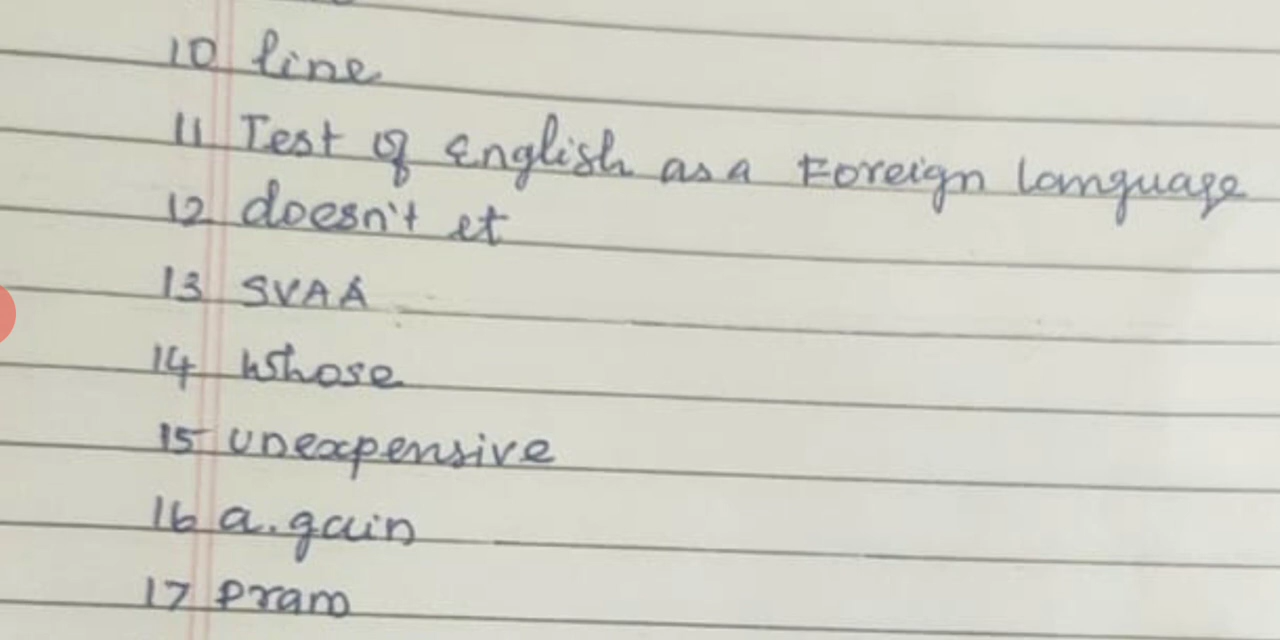 10 line
11 Test of English as a Foreign language
12 doesn't et
13 SVAA
14 whose
15 unexpensive
16 a.gain
17 Pram